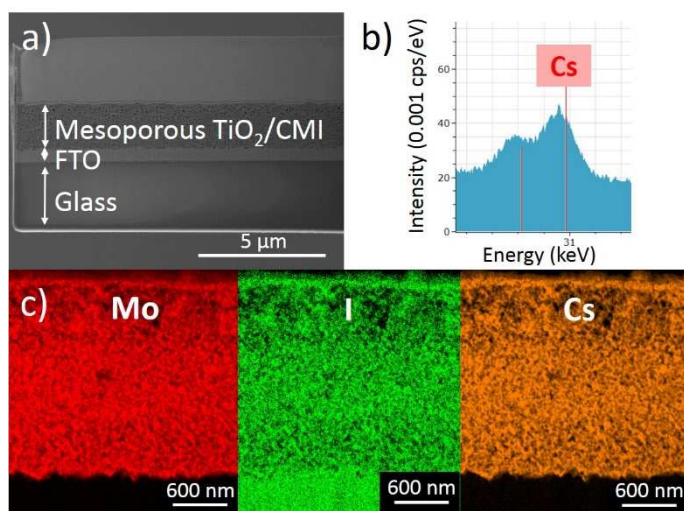 a)
Mesoporous TiO₂/CMI
FTO
Glass
5 µm
b)
Cs
Intensity (0.001 cps/eV)
60
40
20
0
31
Energy (keV)
c)
Mo
I
Cs
600 nm
600 nm
600 nm